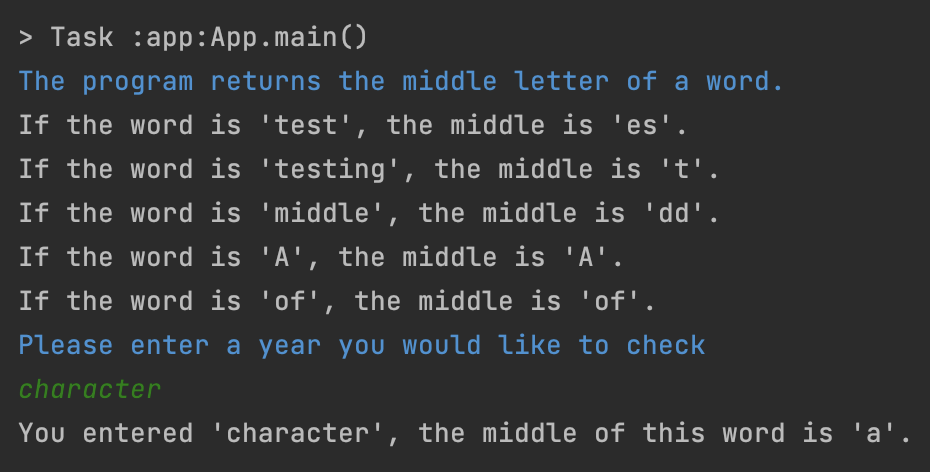 > Task :app:App.main()
The program returns the middle letter of a word.
If the word is 'test', the middle is 'es'.
If the word is 'testing', the middle is 't'.
If the word is 'middle', the middle is 'dd'.
If the word is 'A', the middle is 'A'.
If the word is 'of', the middle is 'of'.
Please enter a year you would like to check
character
You entered 'character', the middle of this word is 'a'.